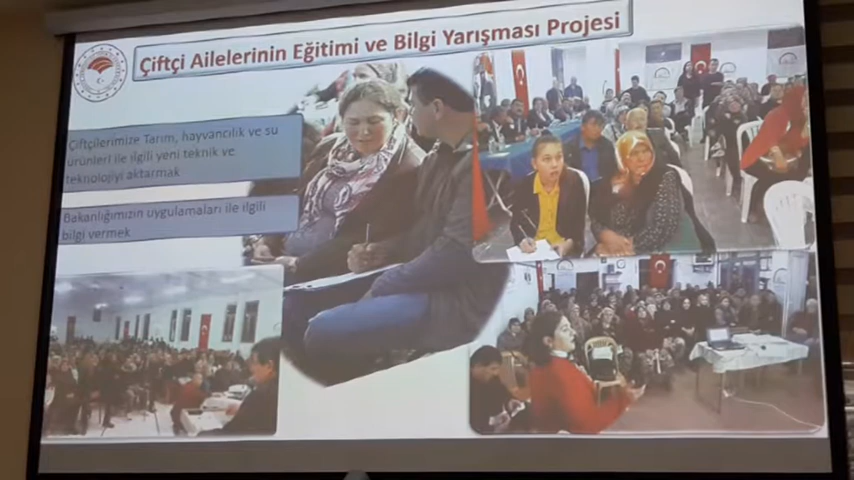 Çiftçi Ailelerinin Eğitimi ve Bilgi Yarışması Projesi
Çiftçilerimize Tarım, hayvancılık ve su
ürünleri ile ilgili yeni teknik ve
teknolojiyi aktarmak
Bakanlığımızın uygulamaları ile ilgili
bilgi vermek